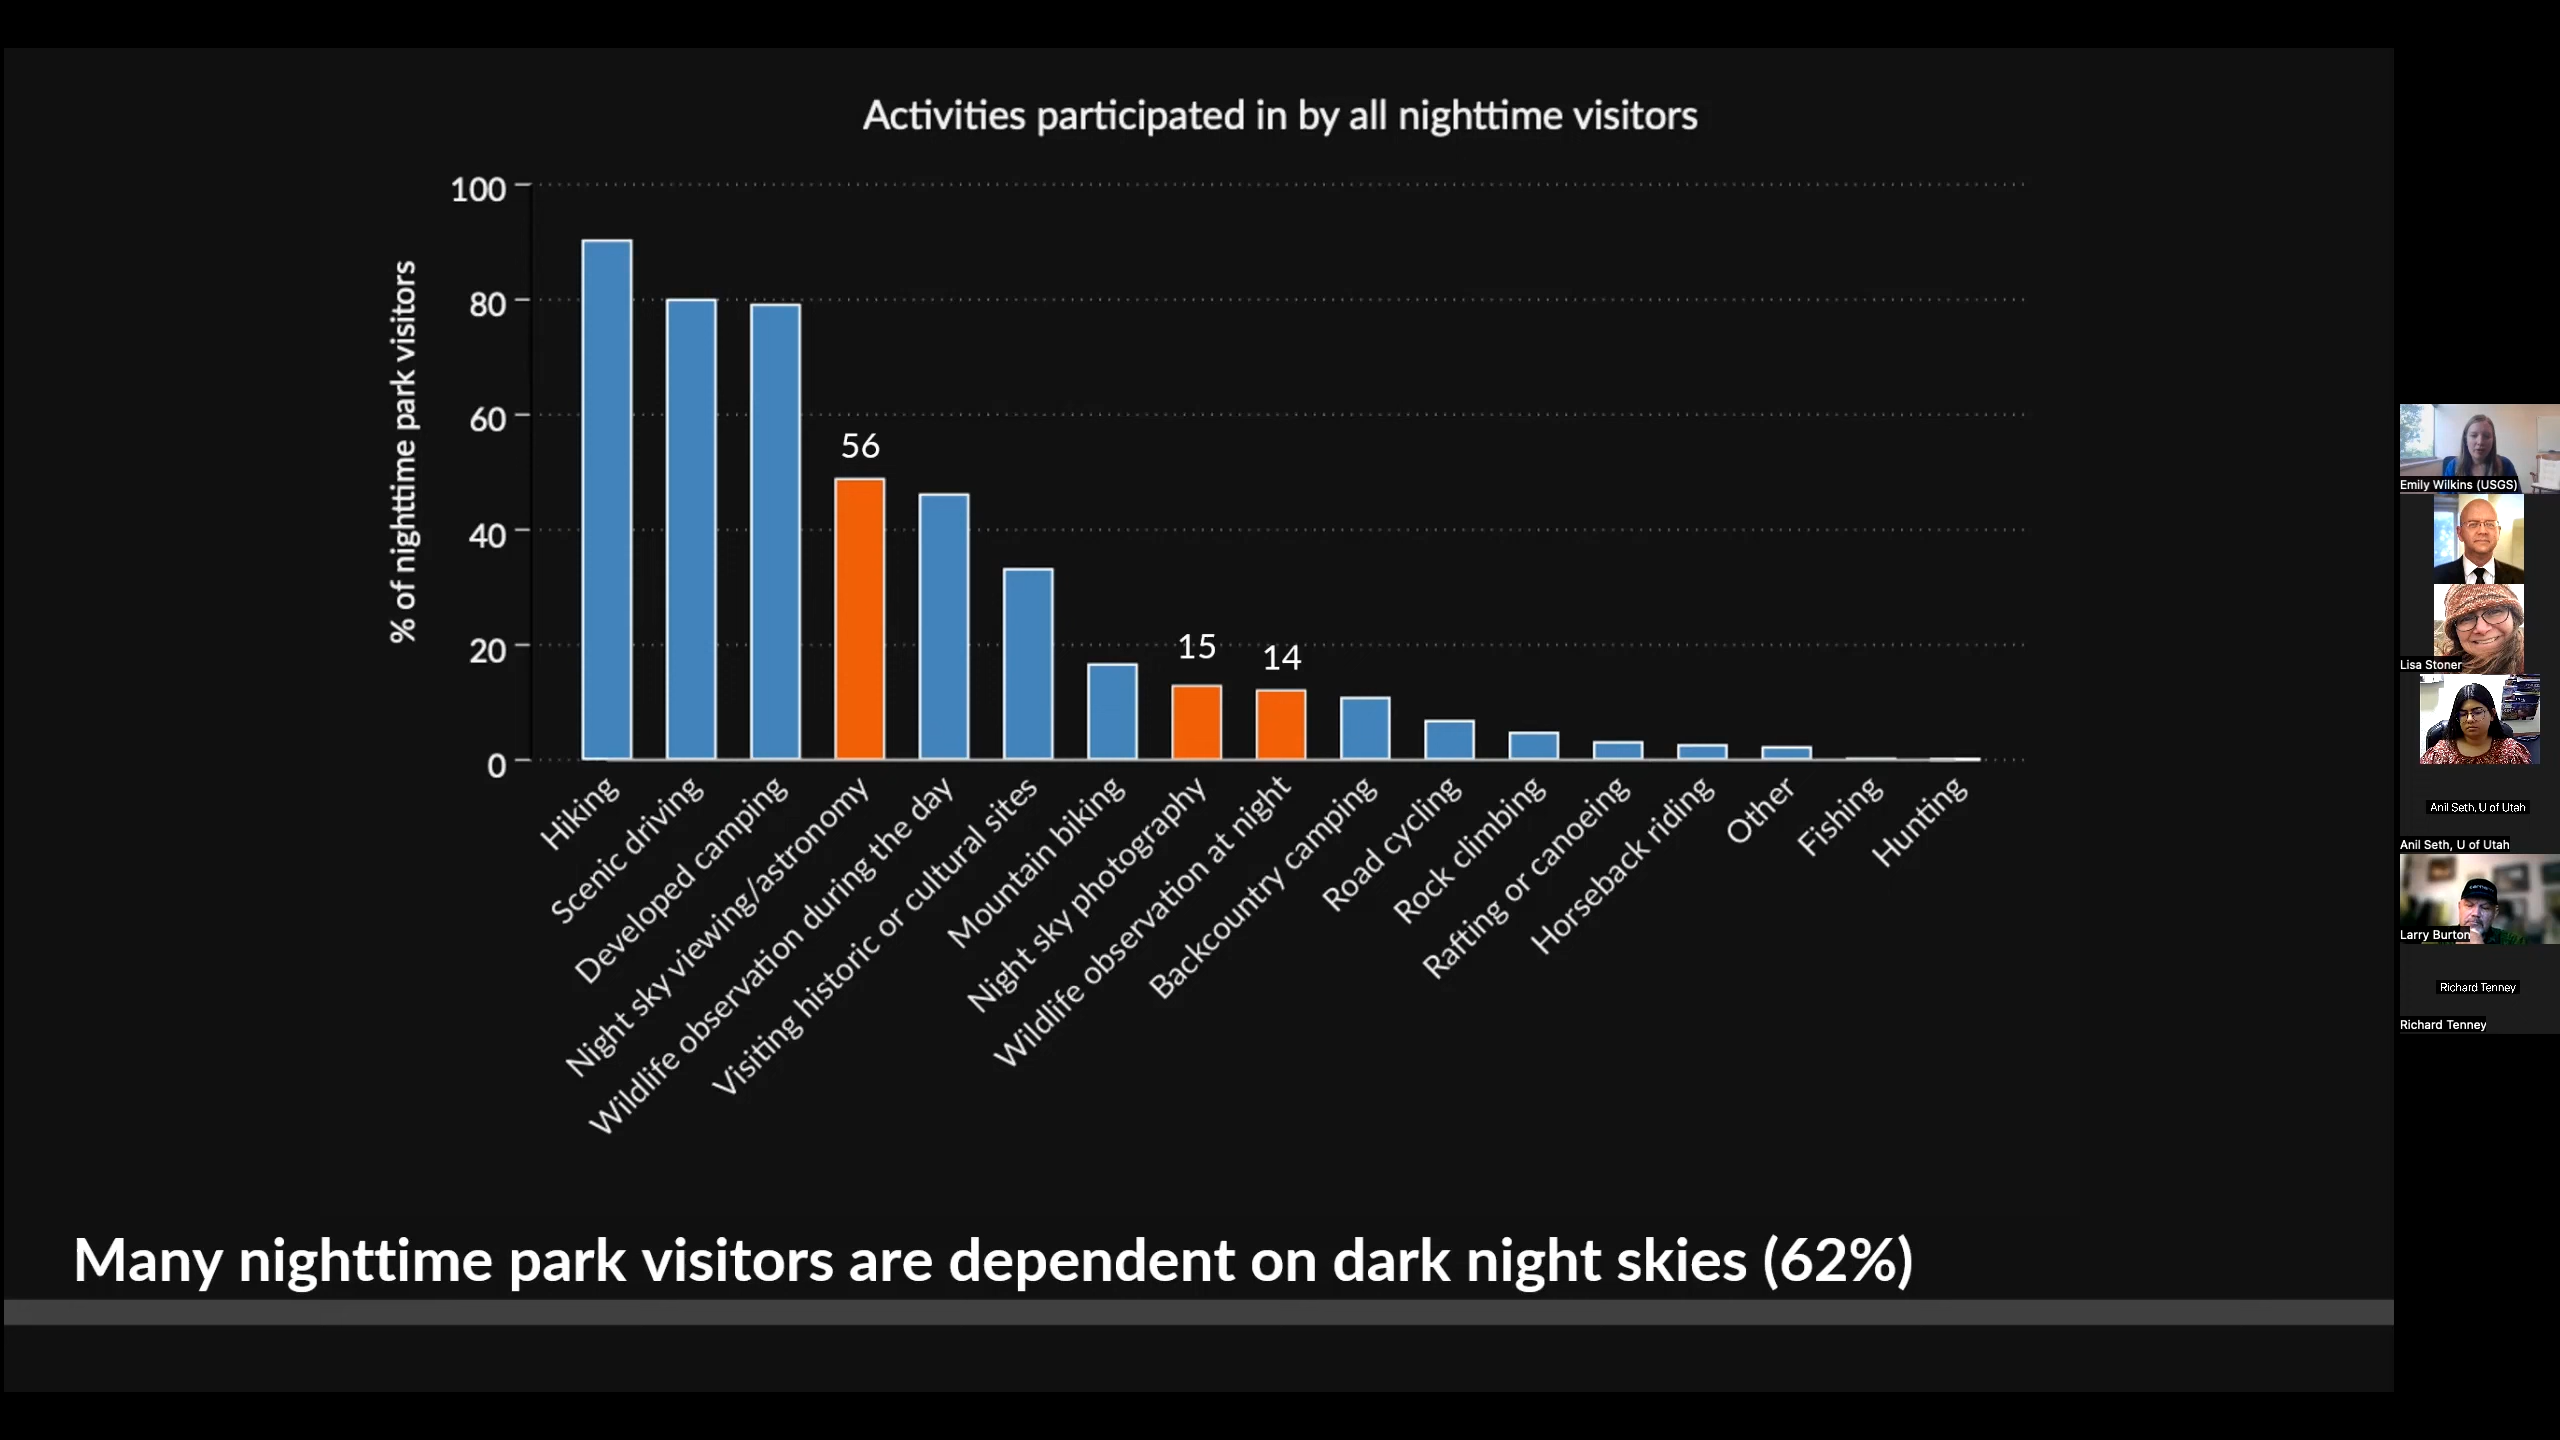 Activities participated in by all nighttime visitors
% of nighttime park visitors
100
80
60
40
20
0
56
15
14
Hiking
Scenic driving
Developed camping
Night sky viewing/astronomy
Wildlife observation during the day
Visiting historic or cultural sites
Mountain biking
Night sky photography
Wildlife observation at night
Backcountry camping
Road cycling
Rock climbing
Rafting or canoeing
Horseback riding
Other
Fishing
Hunting
Many nighttime park visitors are dependent on dark night skies (62%)
Emily Wilkins (USGS)
Lisa Stoner
Anil Seth, U of Utah
Anil Seth, U of Utah
Larry Burton
Richard Tenney
Richard Tenney